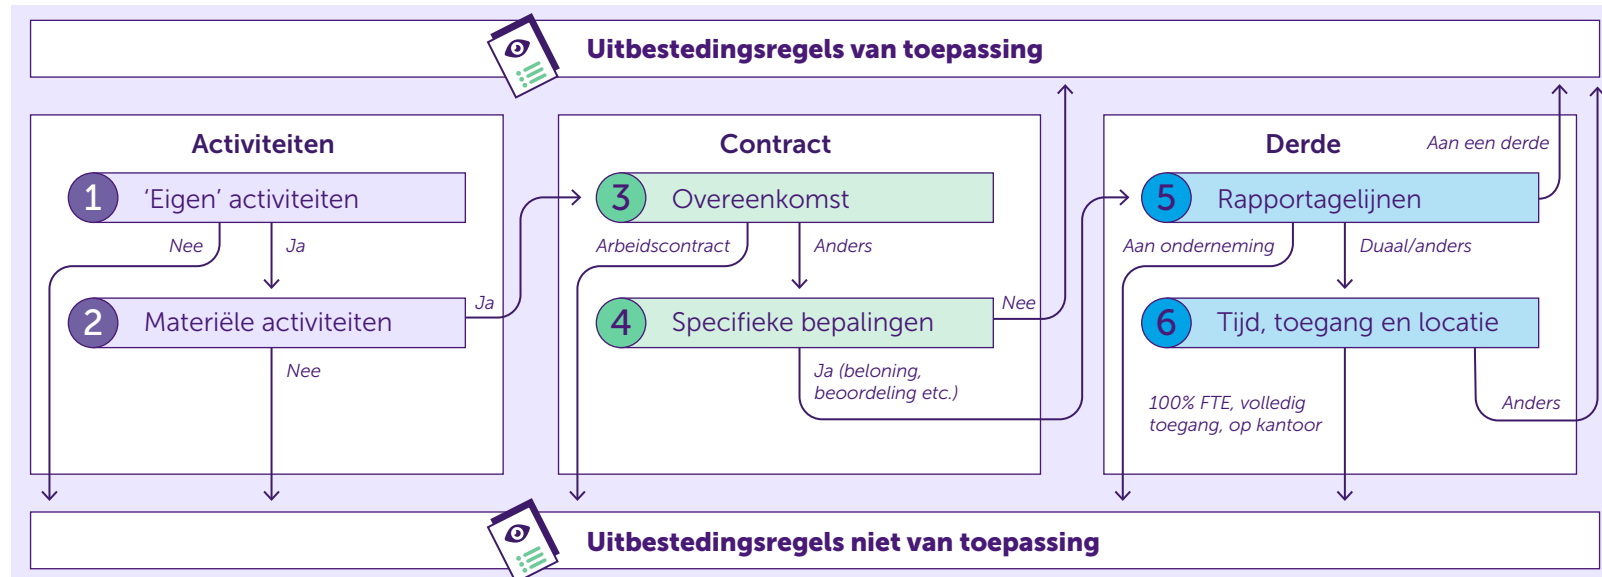 Uitbestedingsregels van toepassing
Activiteiten
1 'Eigen' activiteiten
Nee
Ja
2 Materiële activiteiten
Ja
Nee
Contract
3 Overeenkomst
Arbeidscontract
Anders
4 Specifieke bepalingen
Nee
Ja (beloning,
beoordeling etc.)
Derde
Aan een derde
5 Rapportagelijnen
Aan onderneming
Duaal/anders
6 Tijd, toegang en locatie
100% FTE, volledig
toegang, op kantoor
Anders
Uitbestedingsregels niet van toepassing